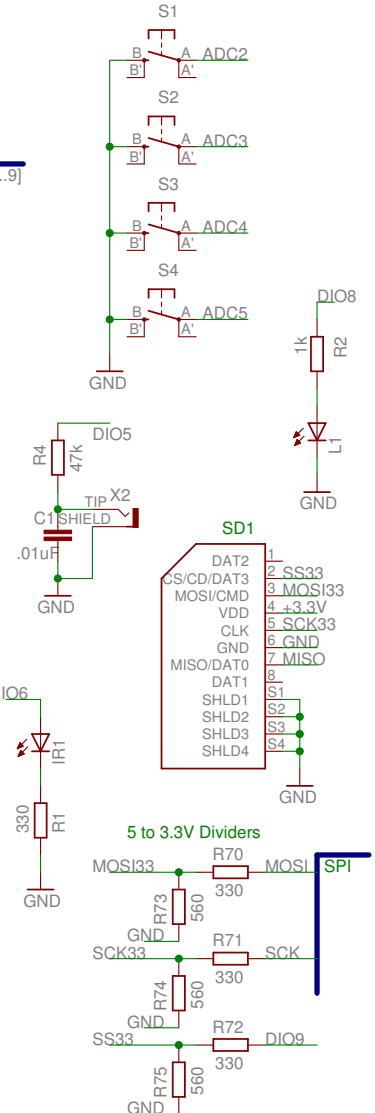 S1
B A ADC2
B' A'
S2
B A ADC3
B' A'
..9]
S3
B A ADC4
B' A'
S4
B A ADC5
B' A'
GND
DIO8
1k R2
L1
GND
DIO5
R4 47k
TIP X2
C1 SHIELD
.01uF
GND
SD1
DAT2 1
CS/CD/DAT3 2 SS33
MOSI/CMD 3 MOSI33
VDD 4 +3.3V
CLK 5 SCK33
GND 6 GND
MISO/DAT0 7 MISO
DAT1 8
SHLD1 S1
SHLD2 S2
SHLD3 S3
SHLD4 S4
GND
IO6
IR1
330 R1
GND
5 to 3.3V Dividers
MOSI33 R70 MOSI SPI
330
R73 560
GND
SCK33 R71 SCK
330
R74 560
GND
SS33 R72 DIO9
330
R75 560
GND